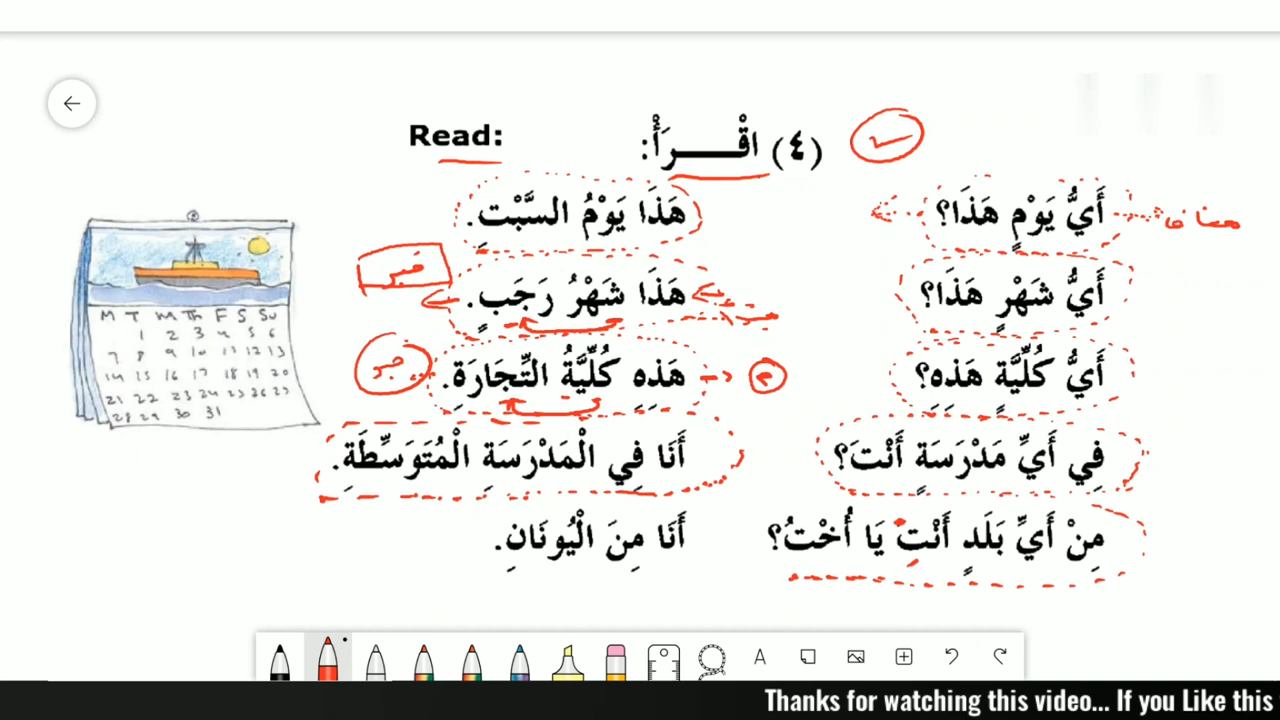 (٤) اقْـــرَأْ: Read:
أَيُّ يَوْمٍ هَذَا؟ هَذَا يَوْمُ السَّبْتِ.
أَيُّ شَهْرٍ هَذَا؟ هَذَا شَهْرُ رَجَبٍ.
أَيُّ كُلِّيَّةٍ هَذِهِ؟ هَذِهِ كُلِّيَّةُ التِّجَارَةِ.
فِي أَيِّ مَدْرَسَةٍ أَنْتَ؟ أَنَا فِي الْمَدْرَسَةِ الْمُتَوَسِّطَةِ.
مِنْ أَيِّ بَلَدٍ أَنْتِ يَا أُخْتُ؟ أَنَا مِنَ الْيُونَانِ.
خبر
M T W Th F S Su
1 2 3 4 5 6
7 8 9 10 11 12 13
14 15 16 17 18 19 20
21 22 23 24 25 26 27
28 29 30 31
A
Thanks for watching this video... If you Like this